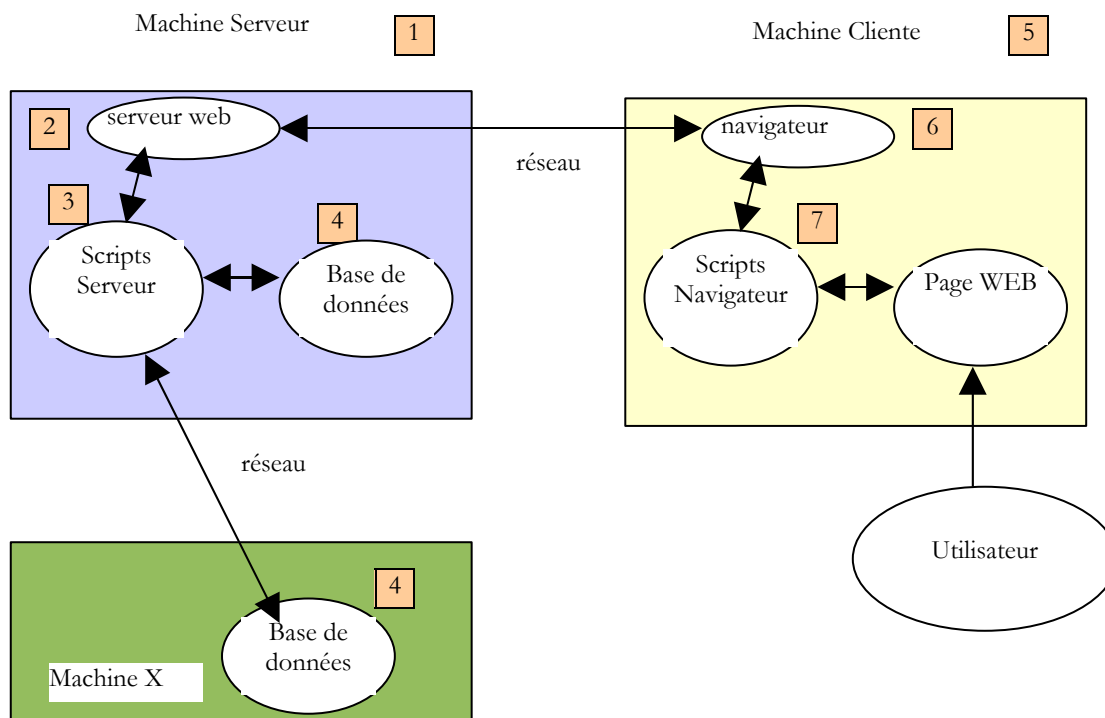 Machine Serveur
1
Machine Cliente
5
2
serveur web
navigateur
6
réseau
3
4
7
Scripts
Serveur
Base de
données
Scripts
Navigateur
Page WEB
réseau
Utilisateur
4
Base de
données
Machine X